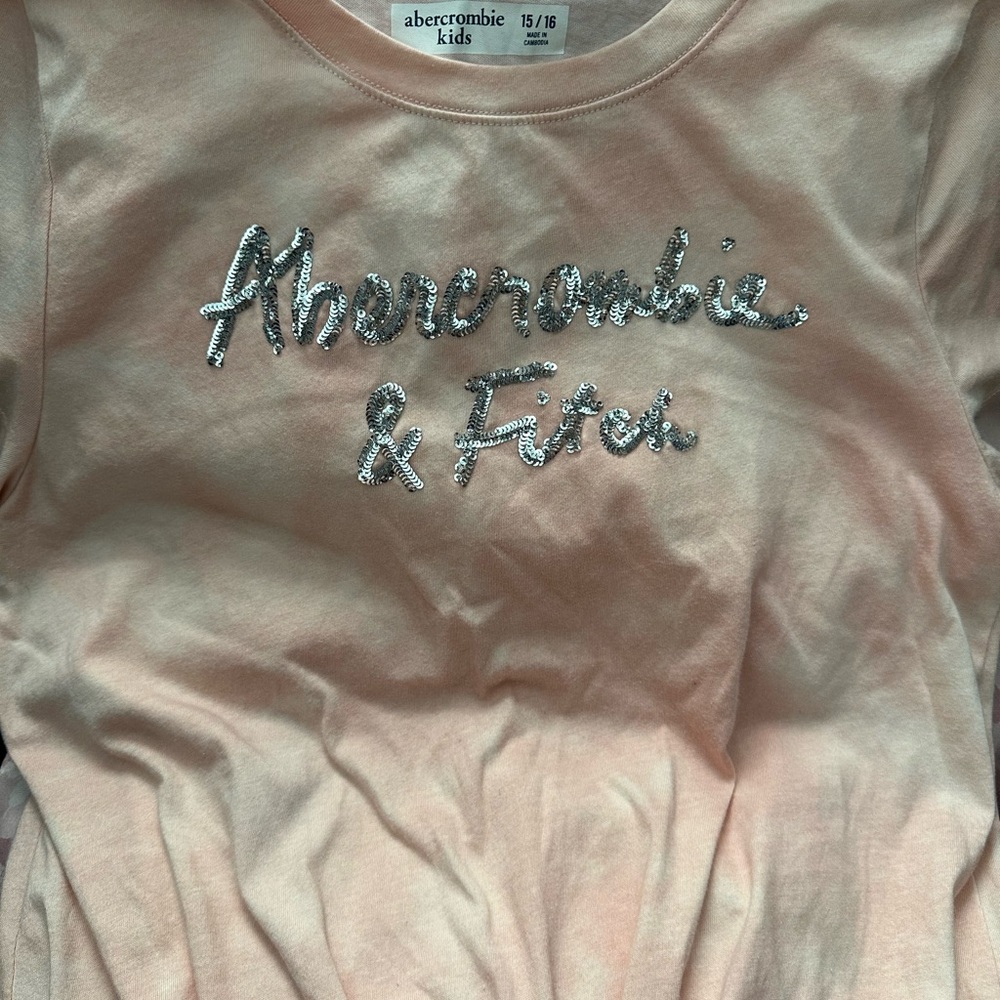 abercrombie
kids
15 / 16
MADE IN
CAMBODIA
Abercrombie
& Fitch